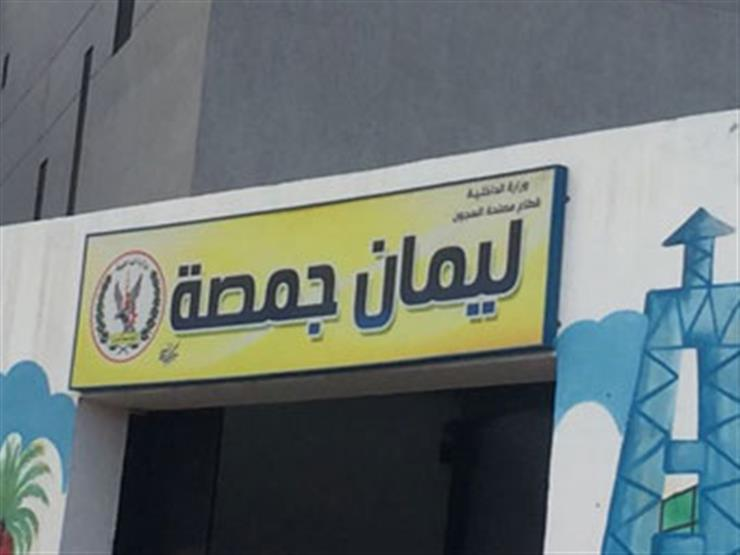 وزارة الداخلية
قطاع مصلحة السجون
ليمان جمصة